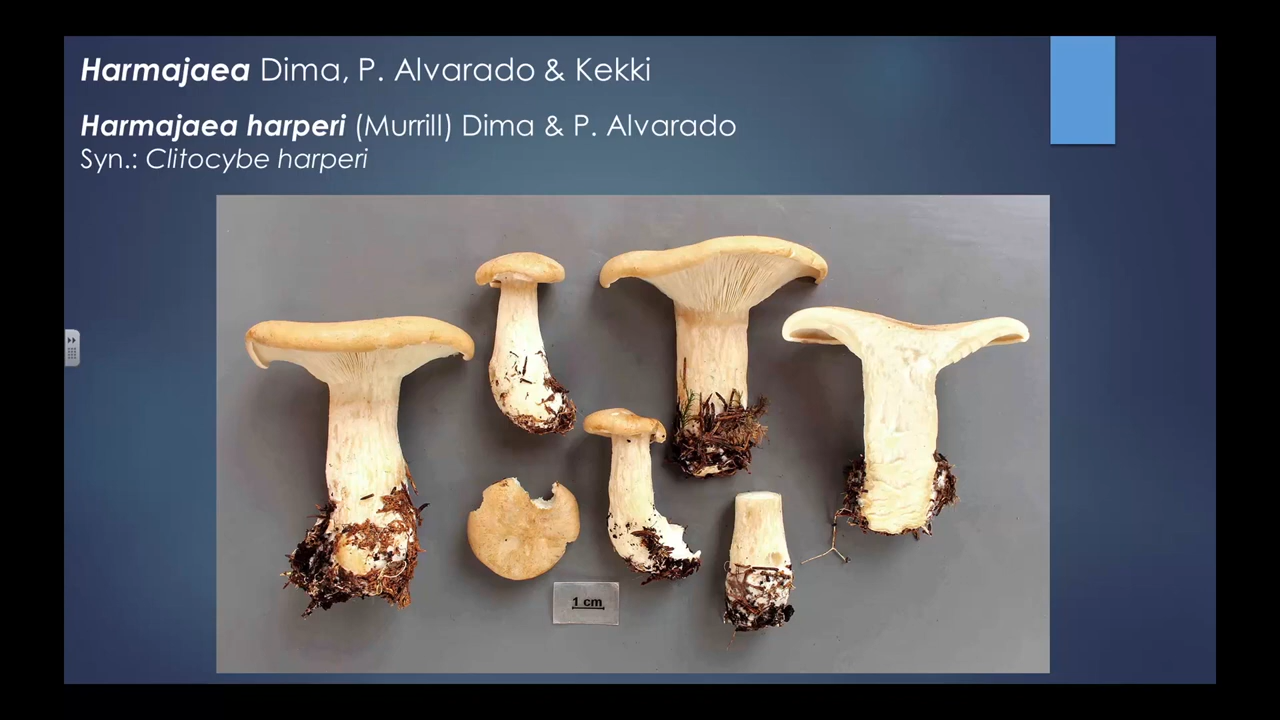 Harmajaea Dima, P. Alvarado & Kekki
Harmajaea harperi (Murrill) Dima & P. Alvarado
Syn.: Clitocybe harperi
1 cm